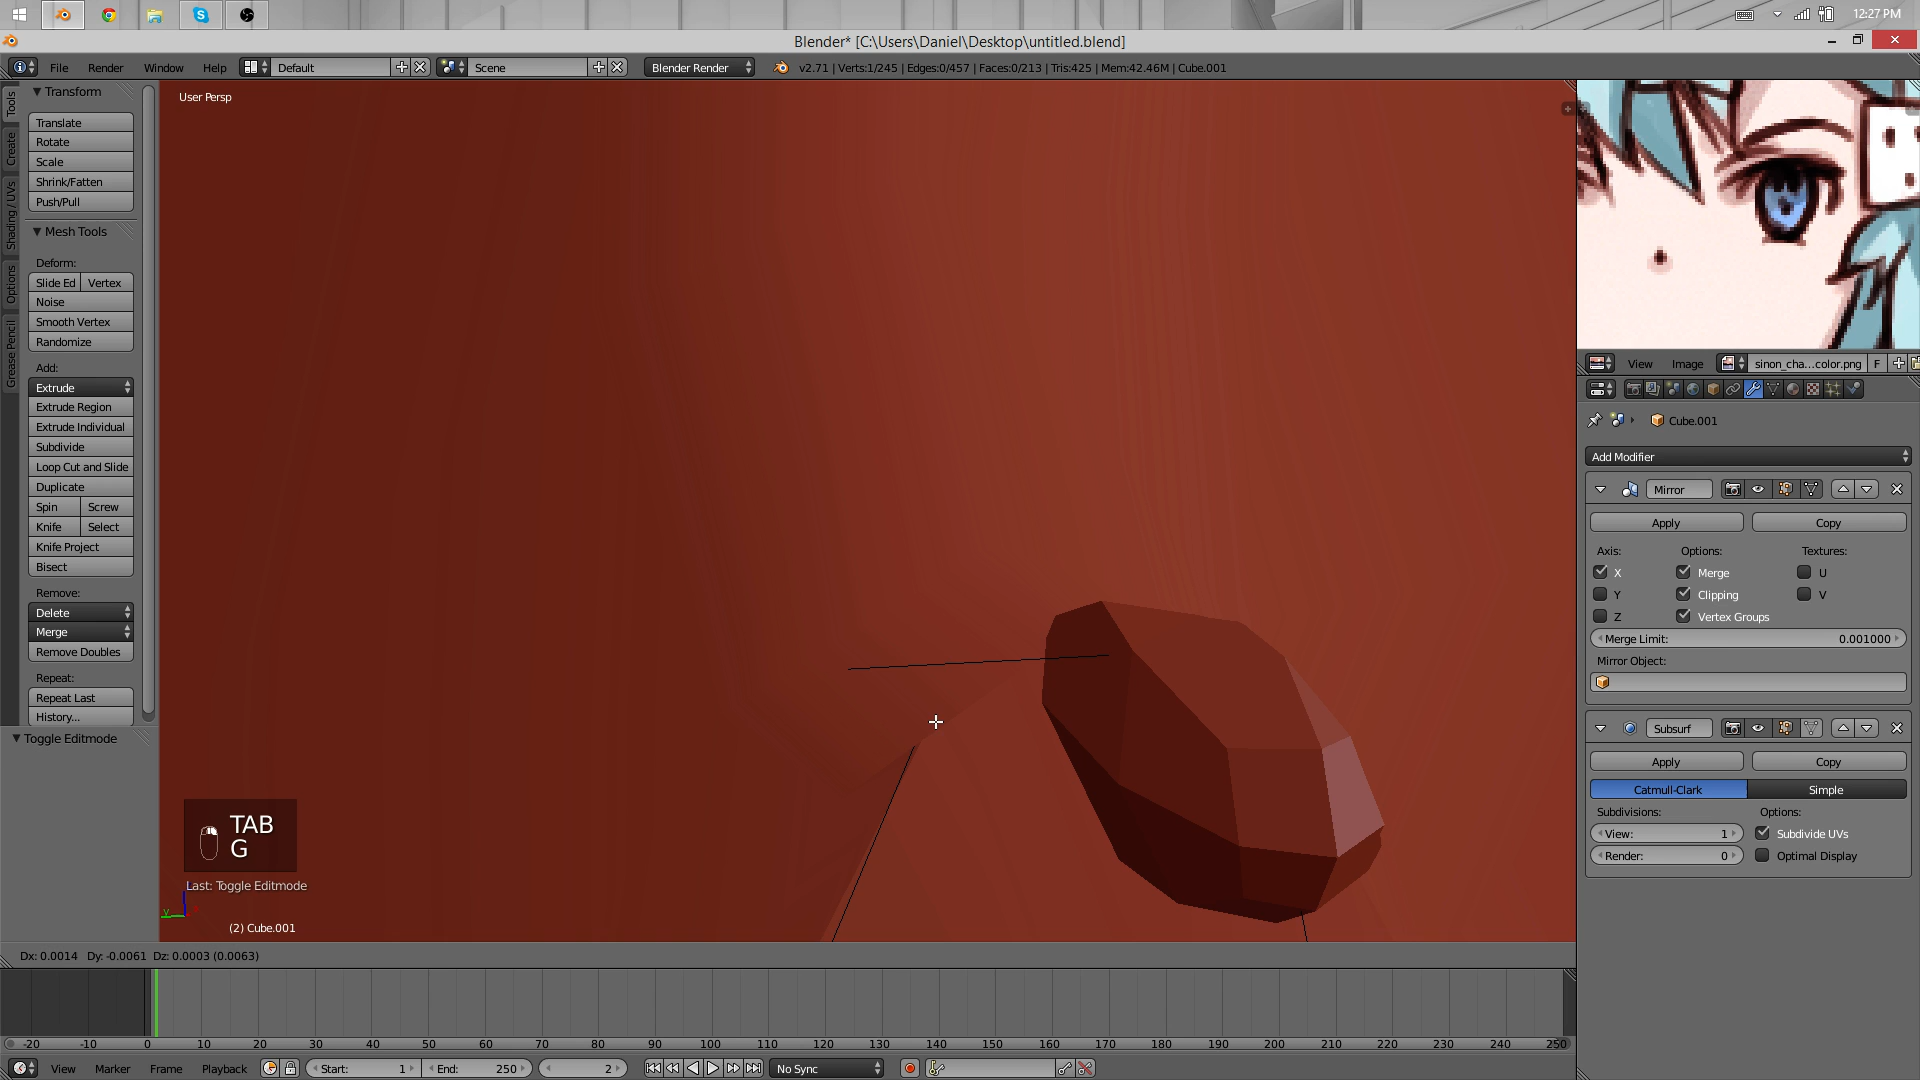 12:27 PM
Blender* [C:\Users\Daniel\Desktop\untitled.blend]
File Render Window Help Default Scene Blender Render v2.71 | Verts:1/245 | Edges:0/457 | Faces:0/213 | Tris:425 | Mem:42.46M | Cube.001
Tools
Create
Shading / UVs
Options
Grease Pencil
Transform
Translate
Rotate
Scale
Shrink/Fatten
Push/Pull
Mesh Tools
Deform:
Slide Ed Vertex
Noise
Smooth Vertex
Randomize
Add:
Extrude
Extrude Region
Extrude Individual
Subdivide
Loop Cut and Slide
Duplicate
Spin Screw
Knife Select
Knife Project
Bisect
Remove:
Delete
Merge
Remove Doubles
Repeat:
Repeat Last
History...
Toggle Editmode
User Persp
TAB
G
Last: Toggle Editmode
y
(2) Cube.001
Dx: 0.0014 Dy: -0.0061 Dz: 0.0003 (0.0063)
View Image sinon_cha...color.png F
Cube.001
Add Modifier
Mirror
Apply Copy
Axis: Options: Textures:
X Merge U
Y Clipping V
Z Vertex Groups
Merge Limit: 0.001000
Mirror Object:
Subsurf
Apply Copy
Catmull-Clark Simple
Subdivisions: Options:
View: 1 Subdivide UVs
Render: 0 Optimal Display
-20 -10 0 10 20 30 40 50 60 70 80 90 100 110 120 130 140 150 160 170 180 190 200 210 220 230 240 250
View Marker Frame Playback Start: 1 End: 250 2 No Sync